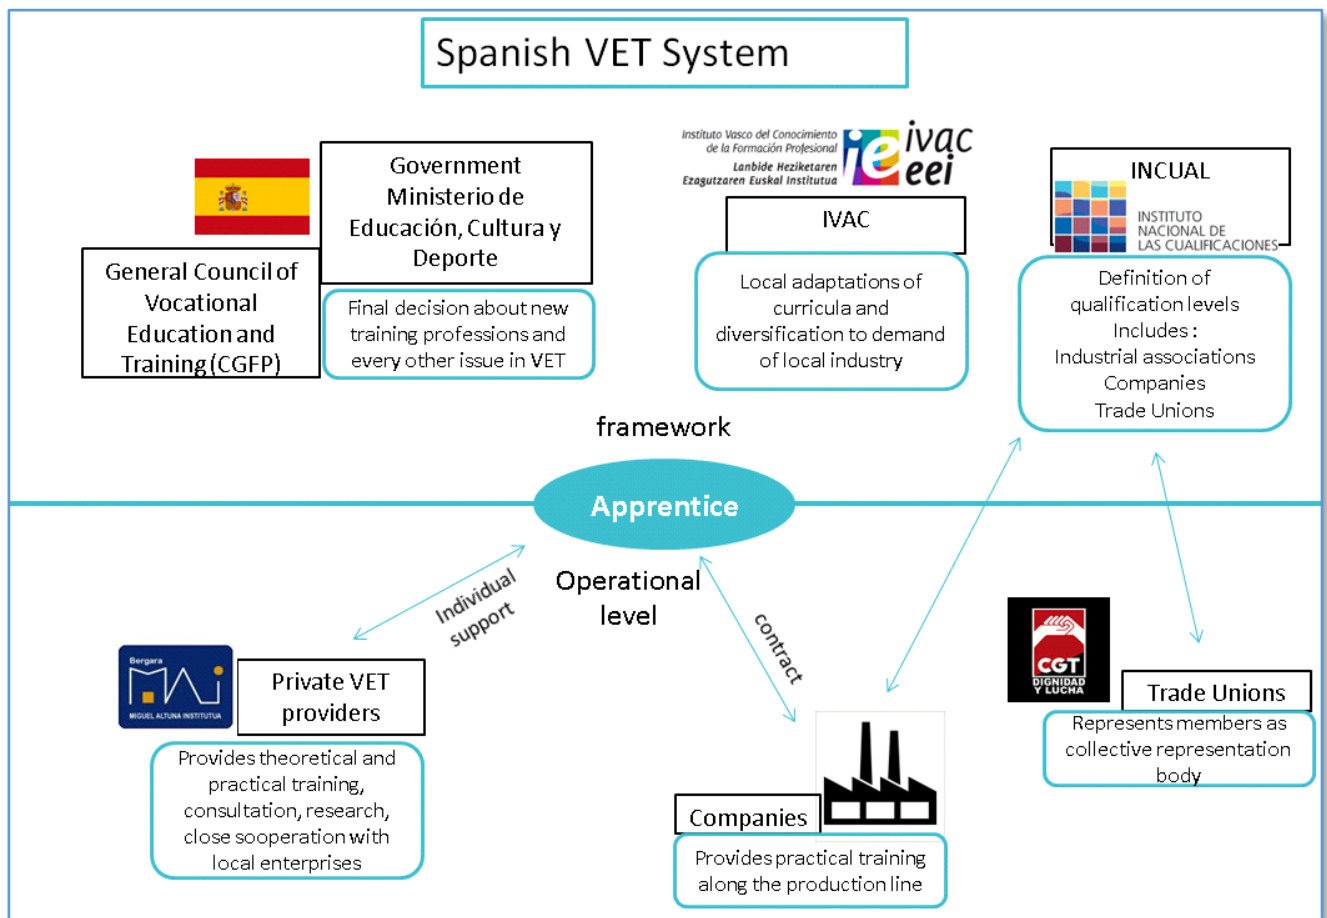 Spanish VET System
Government
Ministerio de
Educación, Cultura y
Deporte
General Council of
Vocational
Education and
Training (CGFP)
Final decision about new
training professions and
every other issue in VET
Instituto Vasco del Conocimiento
de la Formación Profesional
Lanbide Heziketaren
Ezagutzaren Euskal Institutua
ie
ivac
eei
IVAC
Local adaptations of
curricula and
diversification to demand
of local industry
INCUAL
INSTITUTO
NACIONAL DE
LAS CUALIFICACIONES
Definition of
qualification levels
Includes :
Industrial associations
Companies
Trade Unions
framework
Apprentice
Operational
level
Individual
support
contract
Bergara
MAi
MIGUEL ALTUNA INSTITUTUA
Private VET
providers
Provides theoretical and
practical training,
consultation, research,
close sooperation with
local enterprises
Companies
Provides practical training
along the production line
CGT
DIGNIDAD
Y LUCHA
Trade Unions
Represents members as
collective representation
body